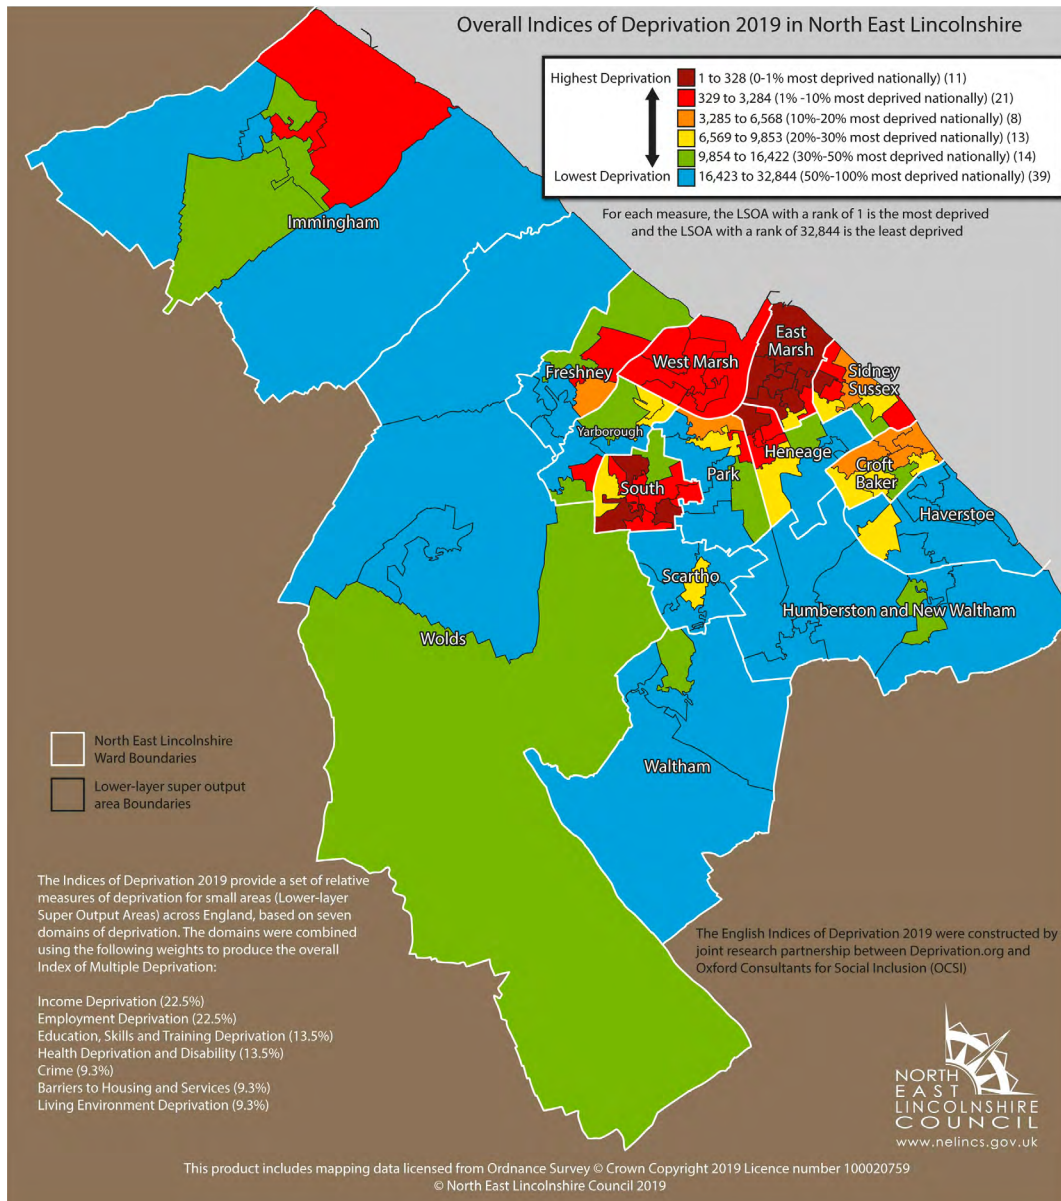 Overall Indices of Deprivation 2019 in North East Lincolnshire
Highest Deprivation
1 to 328 (0-1% most deprived nationally) (11)
329 to 3,284 (1% -10% most deprived nationally) (21)
3,285 to 6,568 (10%-20% most deprived nationally) (8)
6,569 to 9,853 (20%-30% most deprived nationally) (13)
9,854 to 16,422 (30%-50% most deprived nationally) (14)
Lowest Deprivation
16,423 to 32,844 (50%-100% most deprived nationally) (39)
For each measure, the LSOA with a rank of 1 is the most deprived
and the LSOA with a rank of 32,844 is the least deprived
Immingham
East
Marsh
West Marsh
Freshney
Sidney
Sussex
Yarborough
Heneage
Park
South
Croft
Baker
Haverstoe
Scartho
Humberston and New Waltham
Wolds
Waltham
North East Lincolnshire
Ward Boundaries
Lower-layer super output
area Boundaries
The Indices of Deprivation 2019 provide a set of relative
measures of deprivation for small areas (Lower-layer
Super Output Areas) across England, based on seven
domains of deprivation. The domains were combined
using the following weights to produce the overall
Index of Multiple Deprivation:
Income Deprivation (22.5%)
Employment Deprivation (22.5%)
Education, Skills and Training Deprivation (13.5%)
Health Deprivation and Disability (13.5%)
Crime (9.3%)
Barriers to Housing and Services (9.3%)
Living Environment Deprivation (9.3%)
The English Indices of Deprivation 2019 were constructed by
joint research partnership between Deprivation.org and
Oxford Consultants for Social Inclusion (OCSI)
NORTH
EAST
LINCOLNSHIRE
COUNCIL
www.nelincs.gov.uk
This product includes mapping data licensed from Ordnance Survey © Crown Copyright 2019 Licence number 100020759
© North East Lincolnshire Council 2019